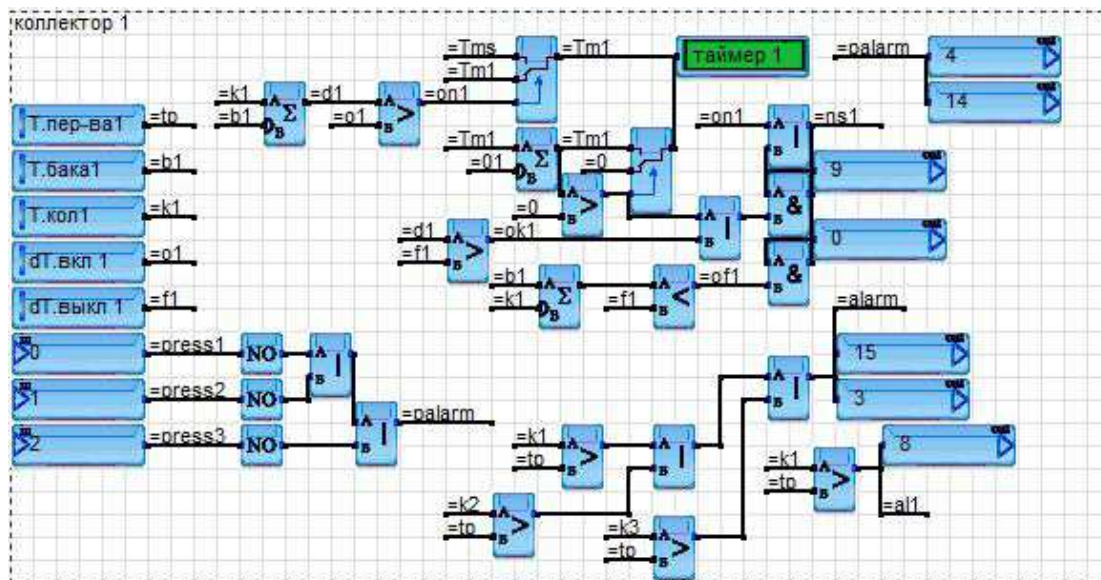 коллектор 1
=Tms
=Tm1
=Tm1
таймер 1
=palarm
4
14
=k1
=b1
A
B
Σ
=d1
=o1
A
B
>
=on1
Т.пер-ва1
=tp
=Tm1
=01
A
B
Σ
=Tm1
=0
=on1
A
B
|
=ns1
Т.бака1
=b1
9
Т.кол1
=k1
=0
A
B
>
A
B
&
=d1
=f1
A
B
>
=ok1
A
B
|
0
dT.вкл 1
=o1
A
B
&
=b1
=k1
A
B
Σ
=f1
A
B
<
=of1
dT.выкл 1
=f1
=alarm
0
=press1
NO
A
B
|
15
1
=press2
NO
A
B
|
3
2
=press3
NO
A
B
|
=palarm
=k1
=tp
A
B
>
A
B
|
8
=k1
=tp
A
B
>
=al1
=k2
=tp
A
B
>
=k3
=tp
A
B
>